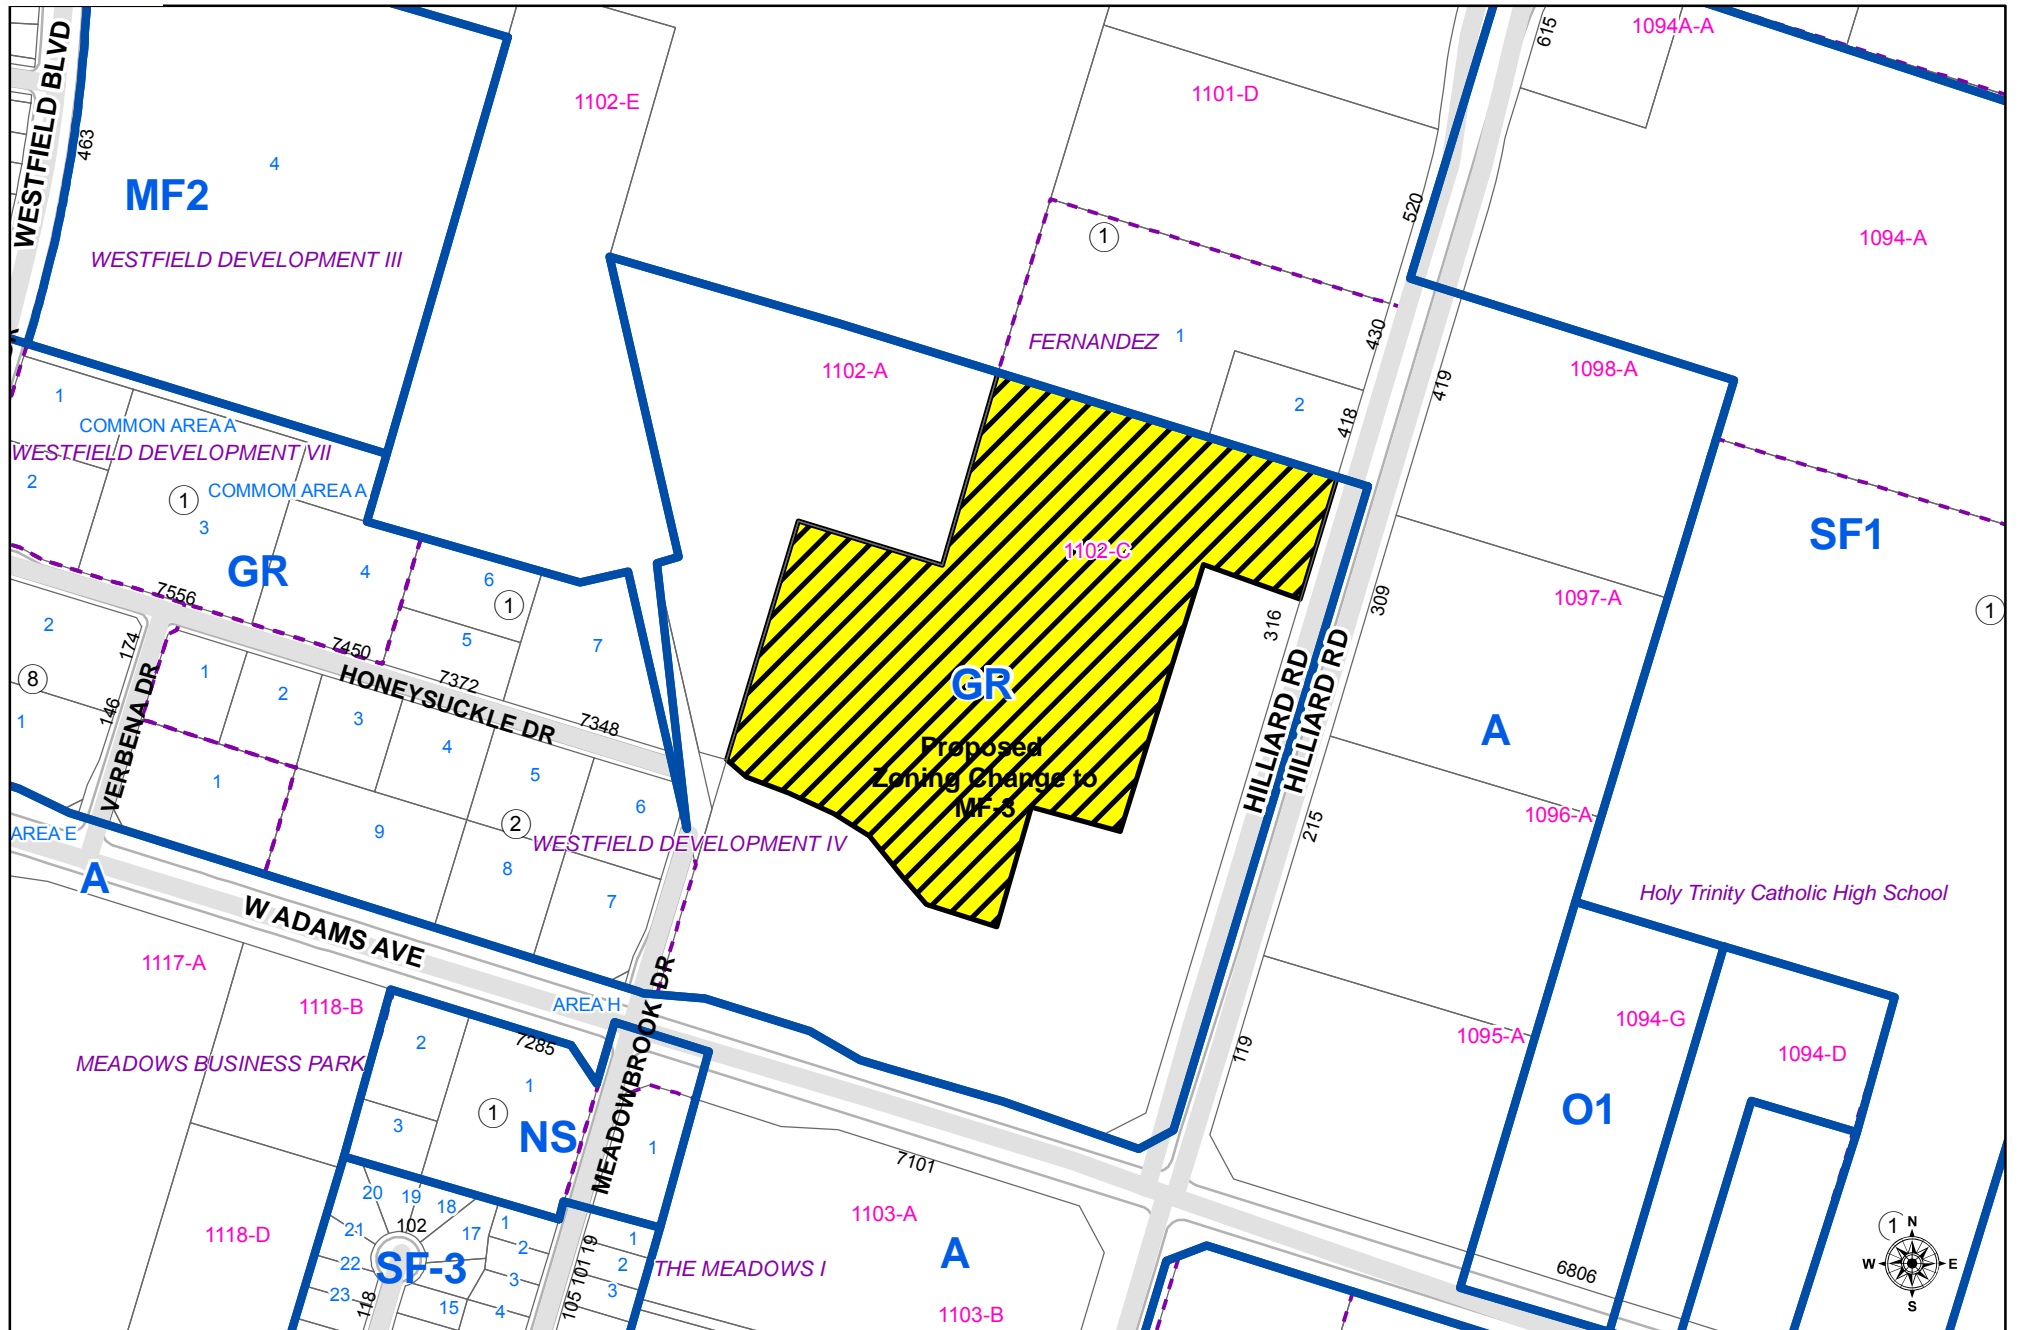 WESTFIELD BLVD
463
4
MF2
WESTFIELD DEVELOPMENT III
1102-E
1101-D
615
1094A-A
1094-A
520
1
FERNANDEZ
1
430
2
418
419
1098-A
1102-A
1
COMMON AREA A
WESTFIELD DEVELOPMENT VII
2
1
COMMOM AREA A
3
GR
4
6
1
5
7
7556
7450
7372
7348
HONEYSUCKLE DR
2
174
8
146
1
VERBENA DR
1
2
3
4
5
6
1
9
2
WESTFIELD DEVELOPMENT IV
8
7
1102-C
GR
Proposed
Zoning Change to
MF-3
316
309
HILLIARD RD
HILLIARD RD
215
119
SF1
1097-A
1
A
1096-A
Holy Trinity Catholic High School
1095-A
1094-G
1094-D
O1
AREA E
A
W ADAMS AVE
1117-A
1118-B
AREA H
MEADOWS BUSINESS PARK
2
7285
1
1
3
NS
MEADOWBROOK DR
1
7101
1118-D
20
19
18
17
21
102
22
SF-3
23
118
15
1
2
3
4
105
101
19
1
2
3
THE MEADOWS I
1103-A
A
1103-B
6806
1
N
W
E
S